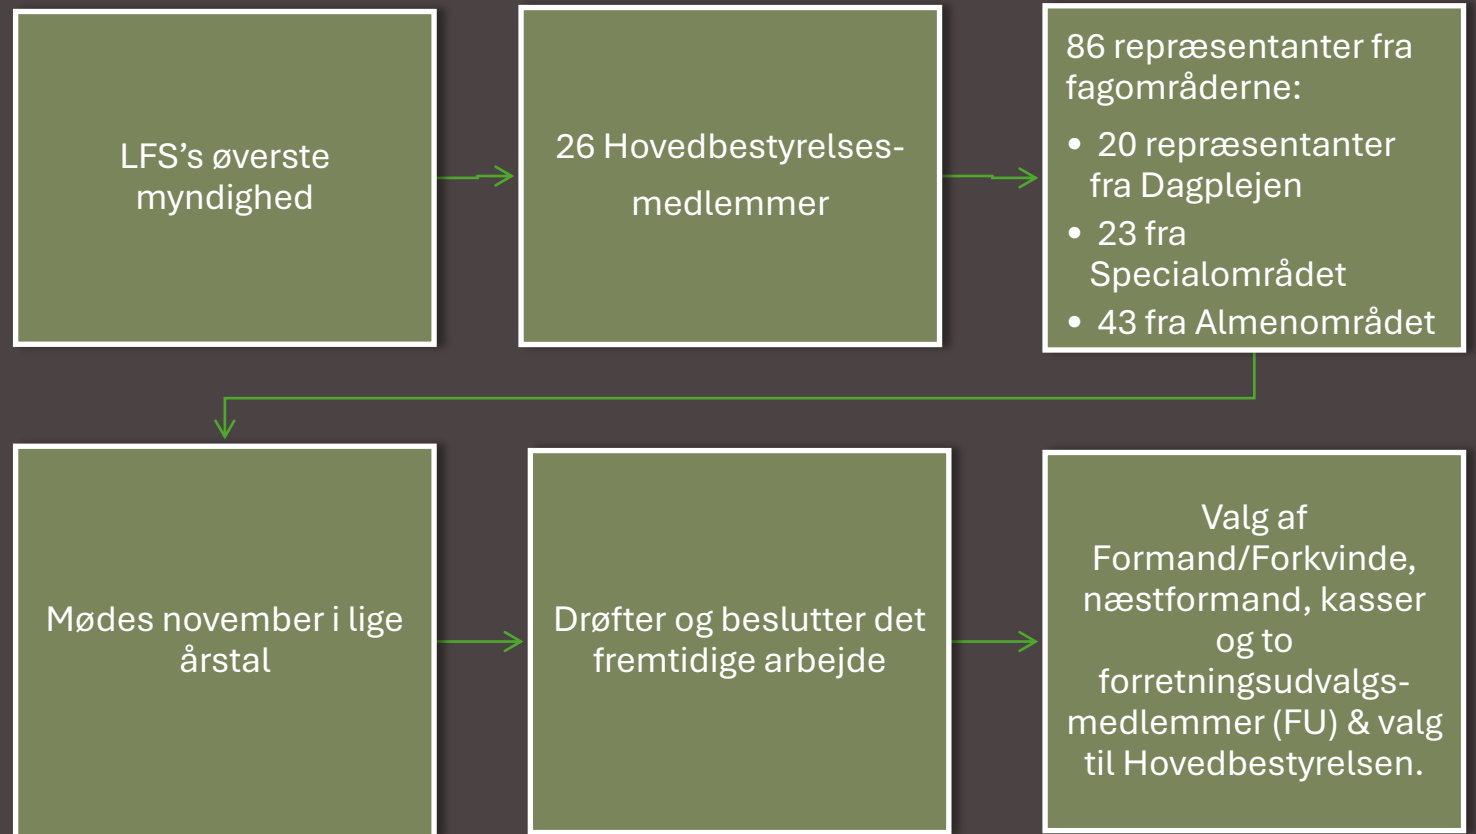 LFS's øverste
myndighed
26 Hovedbestyrelses-
medlemmer
86 repræsentanter fra
fagområderne:
• 20 repræsentanter
fra Dagplejen
• 23 fra
Specialområdet
• 43 fra Almenområdet
Mødes november i lige
årstal
Drøfter og beslutter det
fremtidige arbejde
Valg af
Formand/Forkvinde,
næstformand, kasser
og to
forretningsudvalgs-
medlemmer (FU) & valg
til Hovedbestyrelsen.